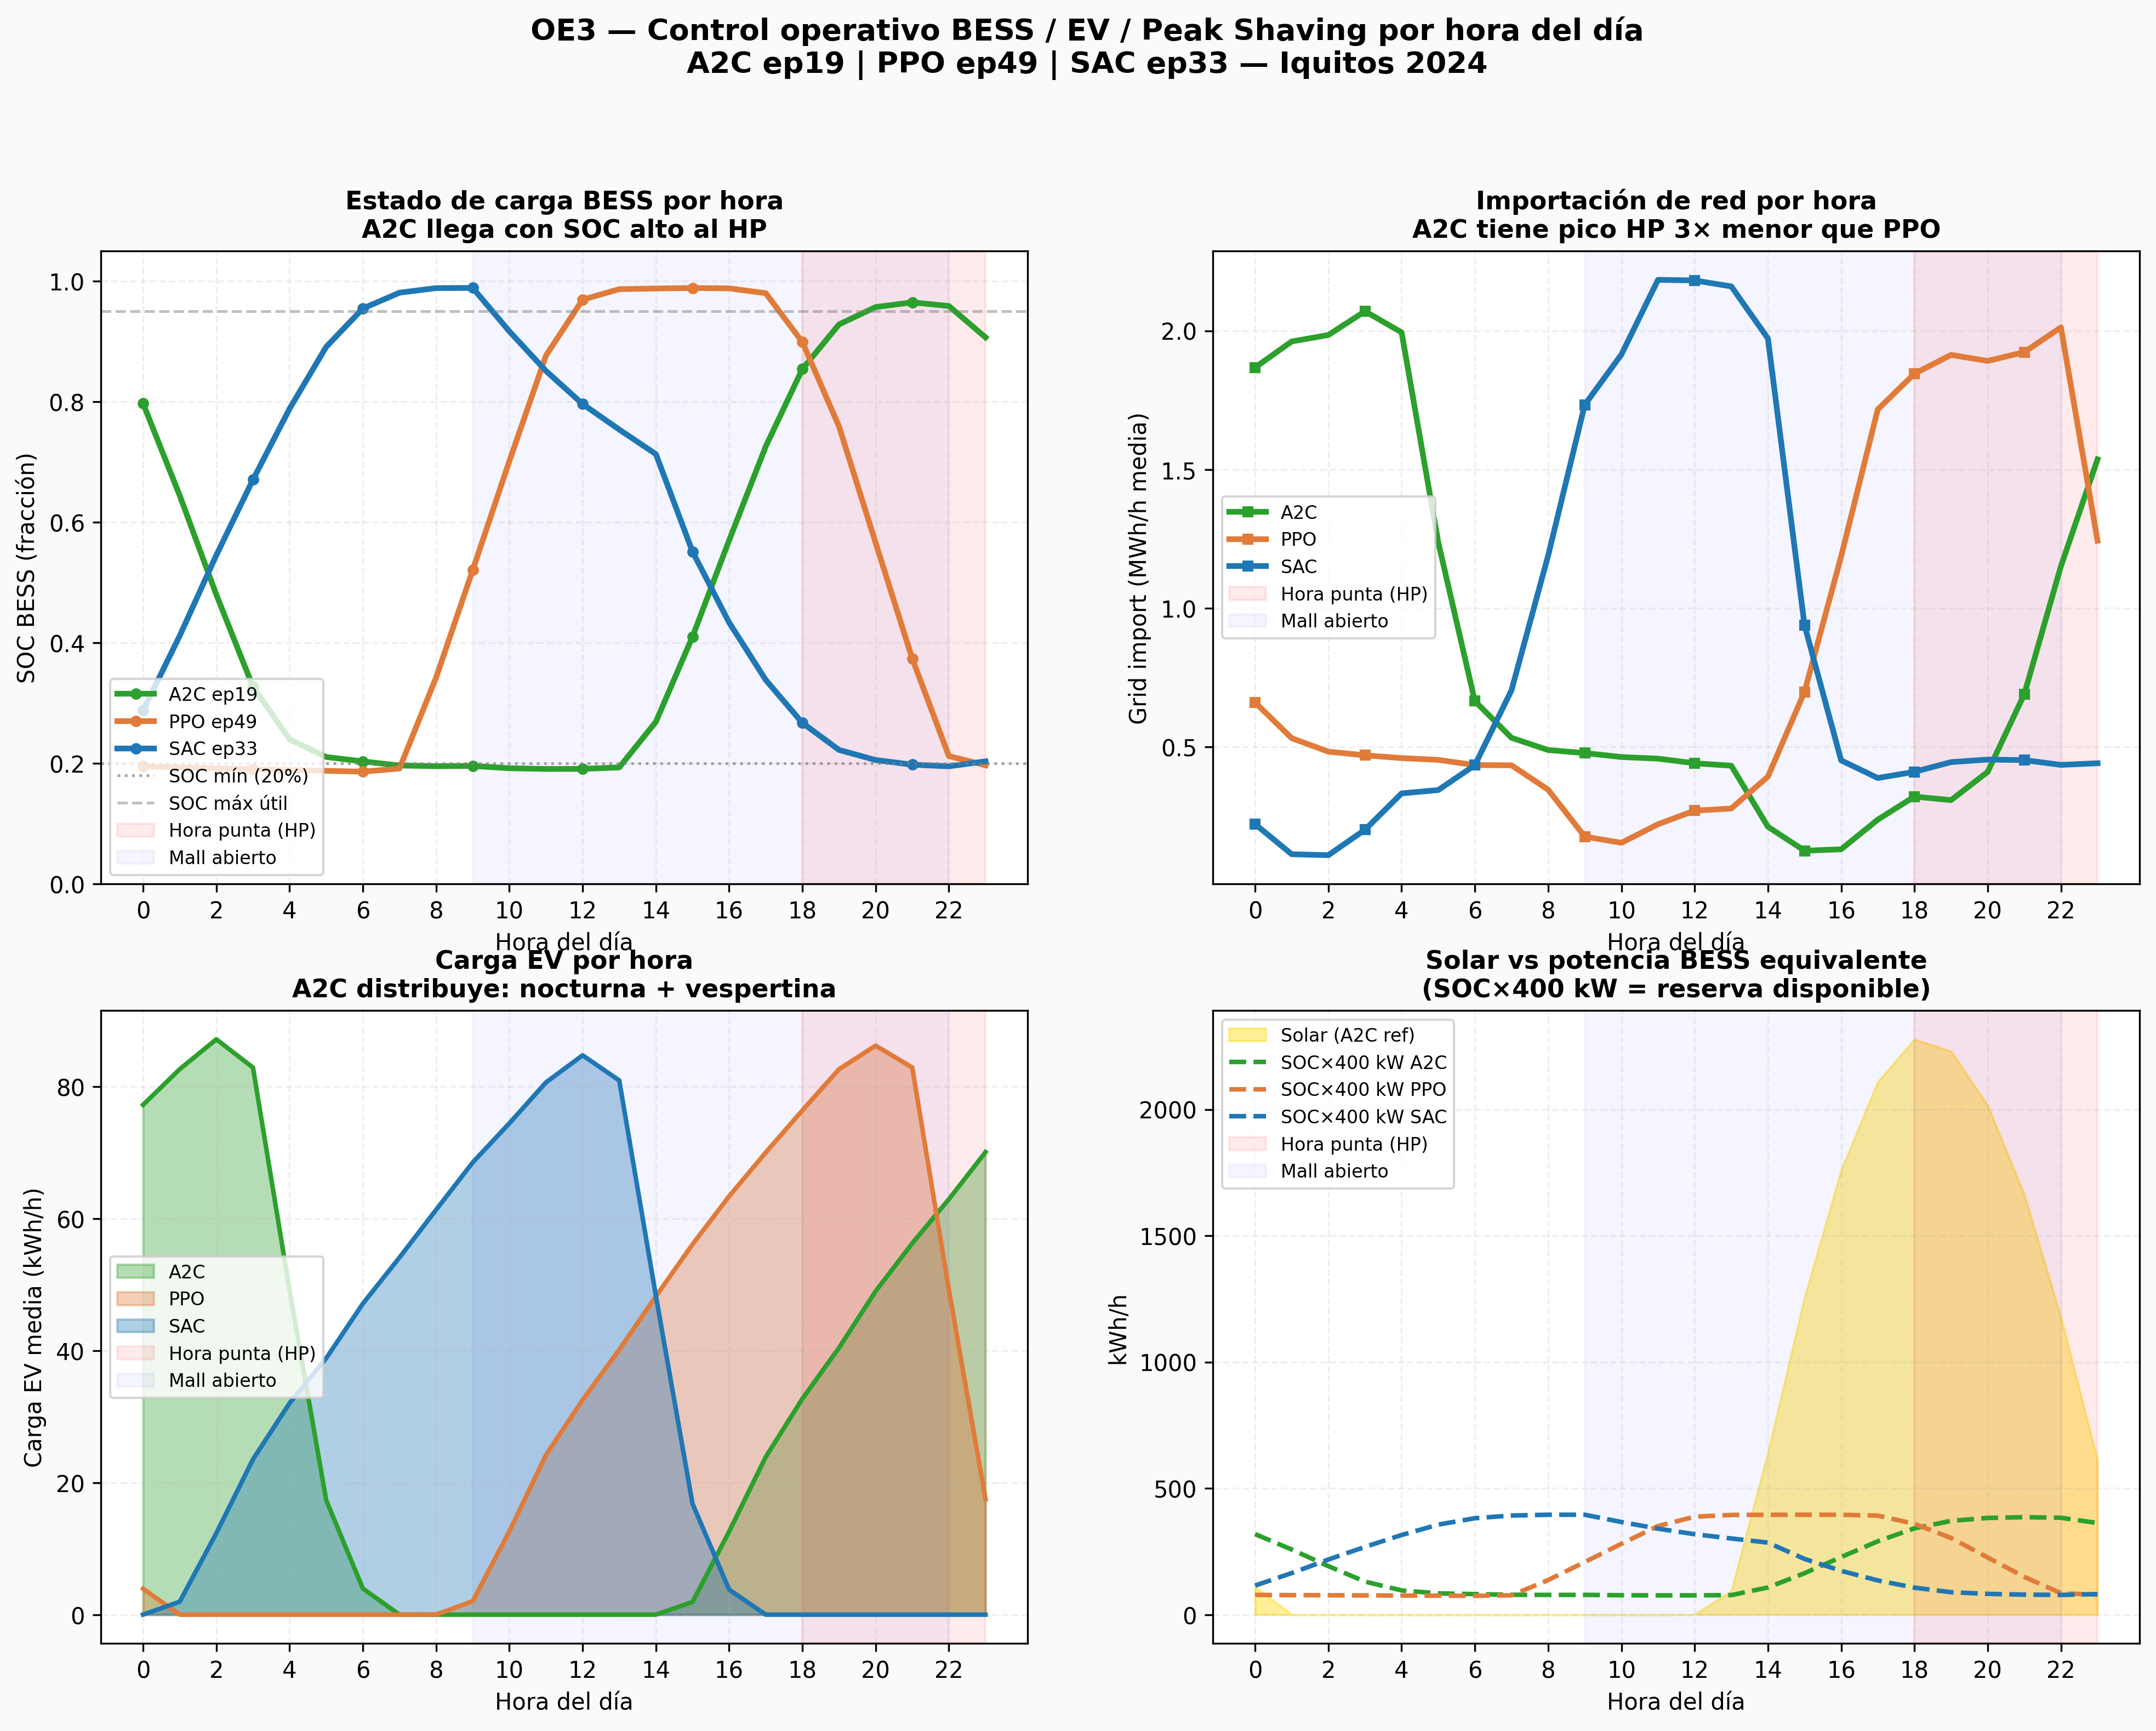 OE3 — Control operativo BESS / EV / Peak Shaving por hora del día
A2C ep19 | PPO ep49 | SAC ep33 — Iquitos 2024
Estado de carga BESS por hora
A2C llega con SOC alto al HP
SOC BESS (fracción)
1.0
0.8
0.6
0.4
0.2
0.0
A2C ep19
PPO ep49
SAC ep33
SOC mín (20%)
SOC máx útil
Hora punta (HP)
Mall abierto
0 2 4 6 8 10 12 14 16 18 20 22
Hora del día
Importación de red por hora
A2C tiene pico HP 3× menor que PPO
Grid import (MWh/h media)
2.0
1.5
1.0
0.5
A2C
PPO
SAC
Hora punta (HP)
Mall abierto
0 2 4 6 8 10 12 14 16 18 20 22
Hora del día
Carga EV por hora
A2C distribuye: nocturna + vespertina
Carga EV media (kWh/h)
80
60
40
20
0
A2C
PPO
SAC
Hora punta (HP)
Mall abierto
0 2 4 6 8 10 12 14 16 18 20 22
Hora del día
Solar vs potencia BESS equivalente
(SOC×400 kW = reserva disponible)
kWh/h
2000
1500
1000
500
0
Solar (A2C ref)
SOC×400 kW A2C
SOC×400 kW PPO
SOC×400 kW SAC
Hora punta (HP)
Mall abierto
0 2 4 6 8 10 12 14 16 18 20 22
Hora del día